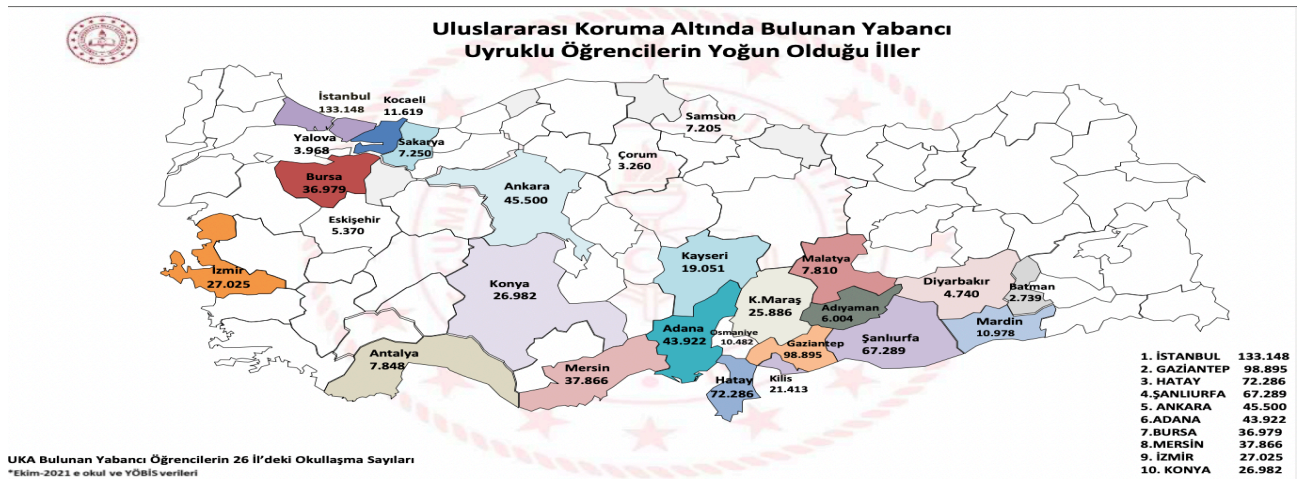 Uluslararası Koruma Altında Bulunan Yabancı
Uyruklu Öğrencilerin Yoğun Olduğu İller
İstanbul
133.148
Kocaeli
11.619
Samsun
7.205
Yalova
3.968
Sakarya
7.250
Çorum
3.260
Bursa
36.979
Ankara
45.500
Eskişehir
5.370
Kayseri
19.051
Malatya
7.810
İzmir
27.025
Konya
26.982
K.Maraş
25.886
Adıyaman
6.004
Diyarbakır
4.740
Batman
2.739
Adana
43.922
Osmaniye
10.482
Gaziantep
98.895
Şanlıurfa
67.289
Mardin
10.978
Antalya
7.848
Mersin
37.866
Hatay
72.286
Kilis
21.413
1. İSTANBUL 133.148
2. GAZİANTEP 98.895
3. HATAY 72.286
4.ŞANLIURFA 67.289
5. ANKARA 45.500
6.ADANA 43.922
7.BURSA 36.979
8.MERSİN 37.866
9. İZMİR 27.025
10. KONYA 26.982
UKA Bulunan Yabancı Öğrencilerin 26 İl’deki Okullaşma Sayıları
*Ekim-2021 e okul ve YÖBİS verileri